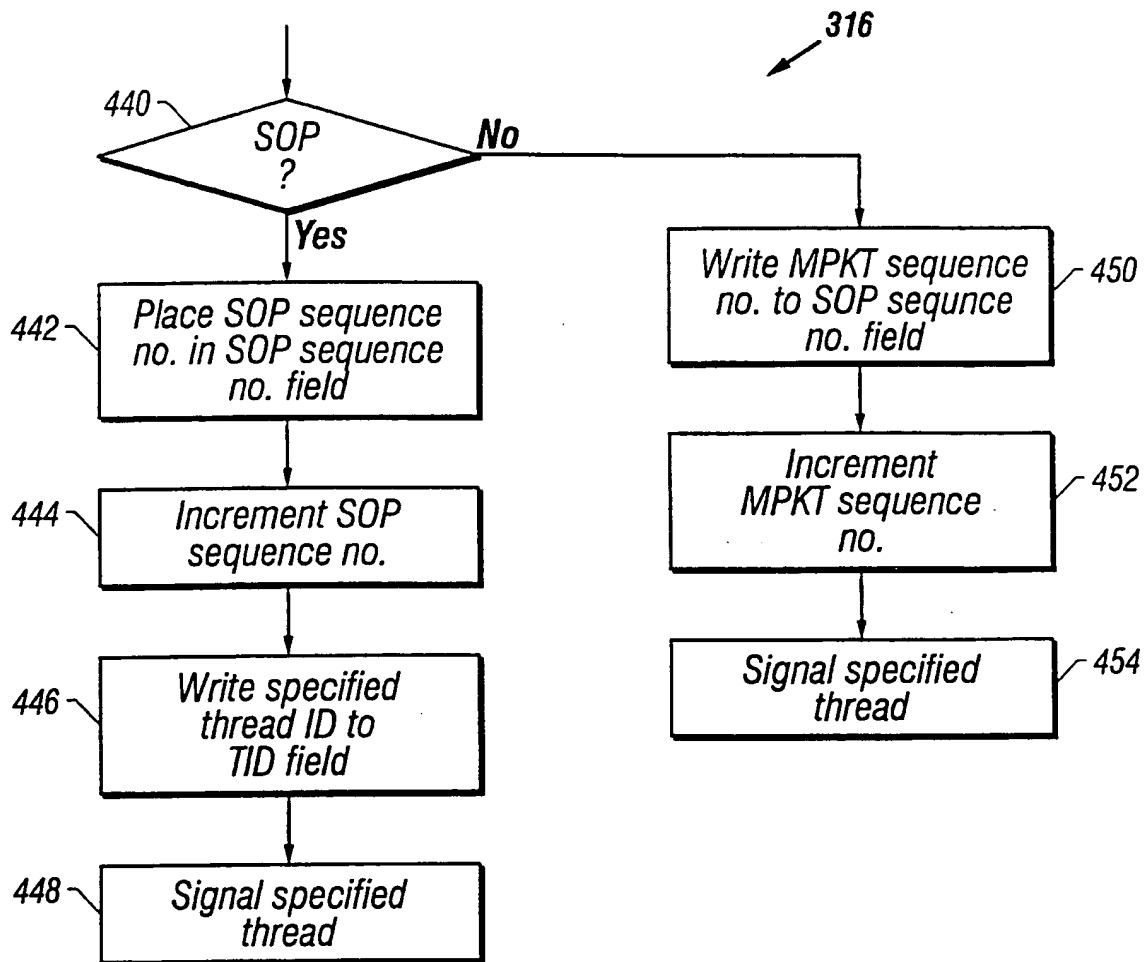 316
440
SOP
?
No
Yes
442
Place SOP sequence
no. in SOP sequence
no. field
444
Increment SOP
sequence no.
446
Write specified
thread ID to
TID field
448
Signal specified
thread
Write MPKT sequence
no. to SOP sequnce
no. field
450
Increment
MPKT sequence
no.
452
Signal specified
thread
454